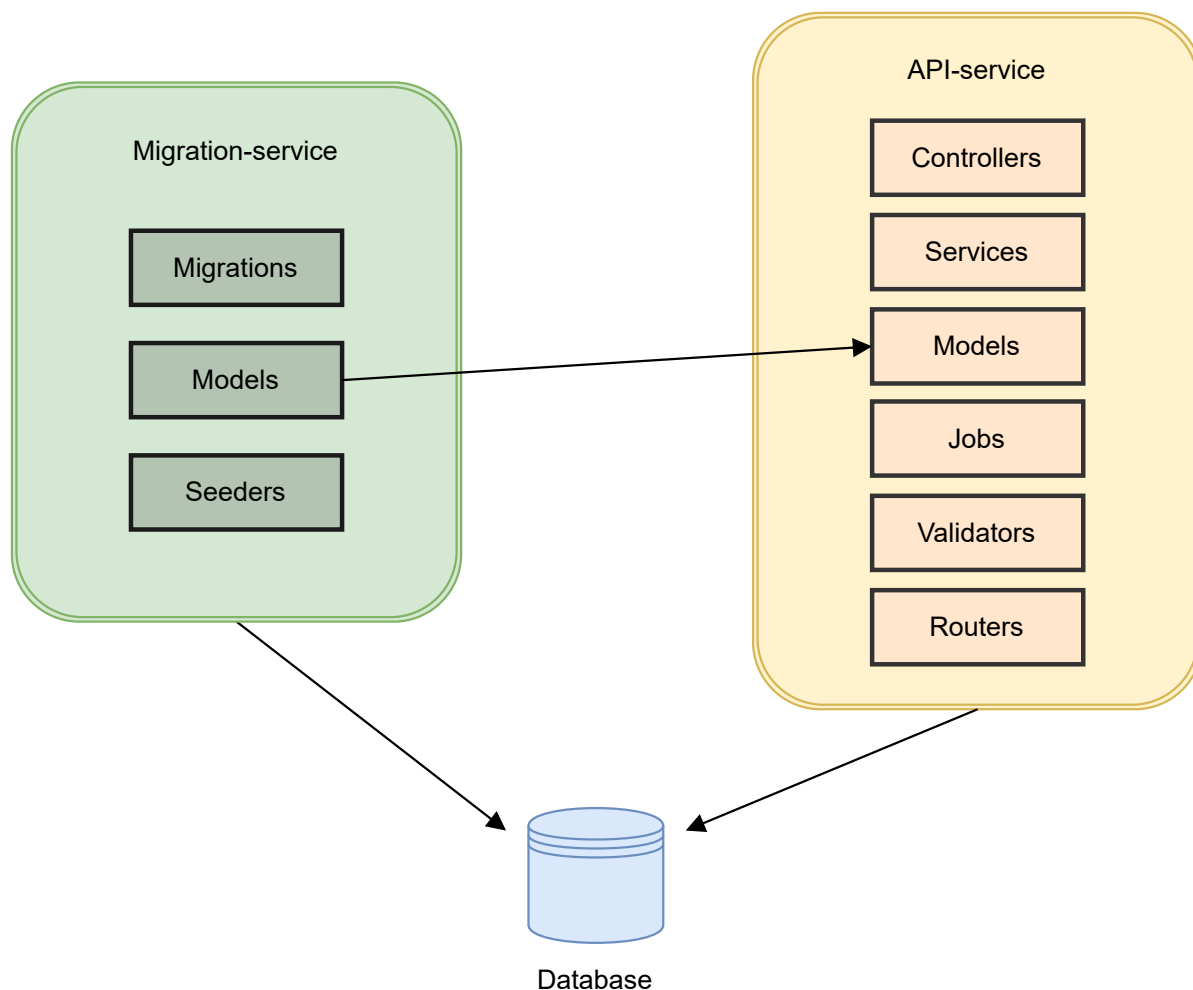 Migration-service
Migrations
Models
Seeders
API-service
Controllers
Services
Models
Jobs
Validators
Routers
Database